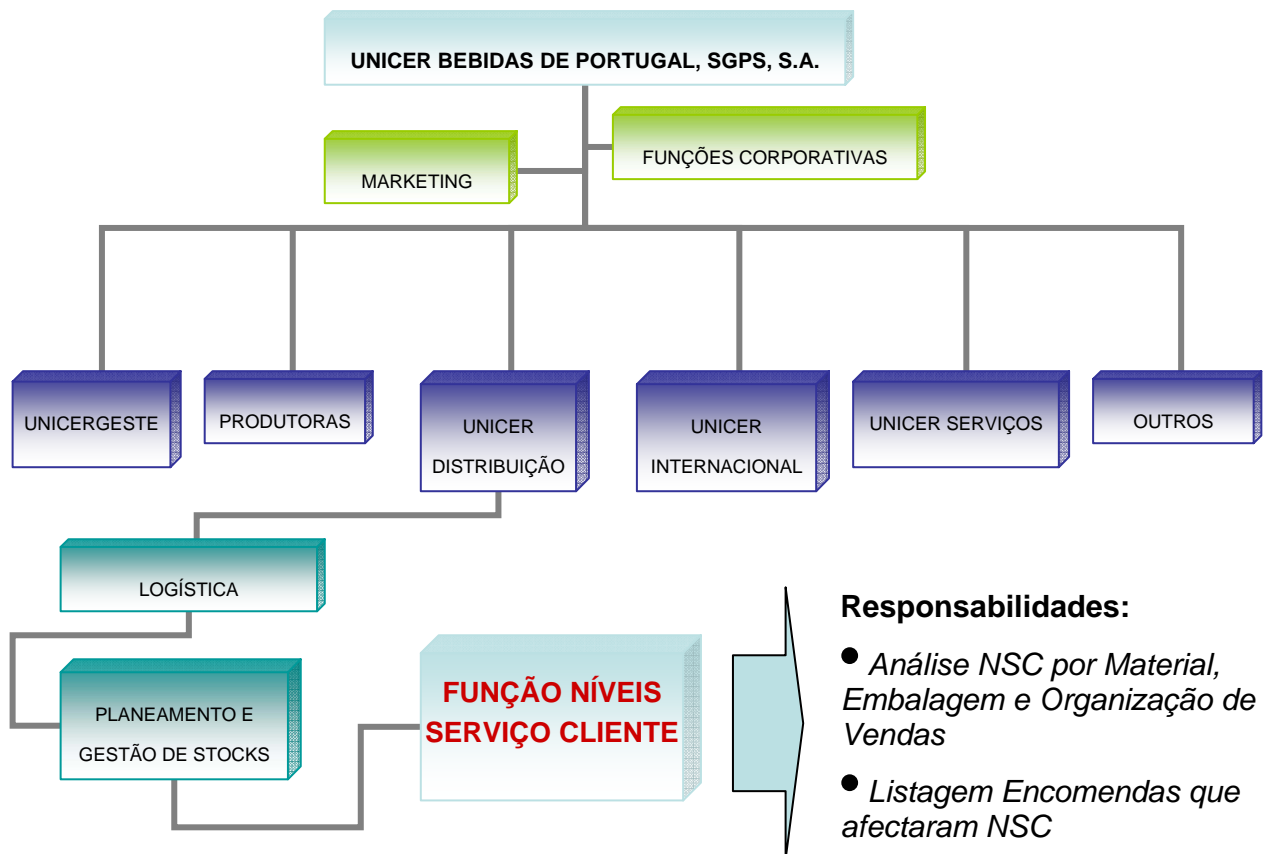 UNICER BEBIDAS DE PORTUGAL, SGPS, S.A.
FUNÇÕES CORPORATIVAS
MARKETING
UNICERGESTE
PRODUTORAS
UNICER
DISTRIBUIÇÃO
UNICER
INTERNACIONAL
UNICER SERVIÇOS
OUTROS
LOGÍSTICA
PLANEAMENTO E
GESTÃO DE STOCKS
FUNÇÃO NÍVEIS
SERVIÇO CLIENTE
Responsabilidades:
• Análise NSC por Material,
Embalagem e Organização de
Vendas
• Listagem Encomendas que
afectaram NSC